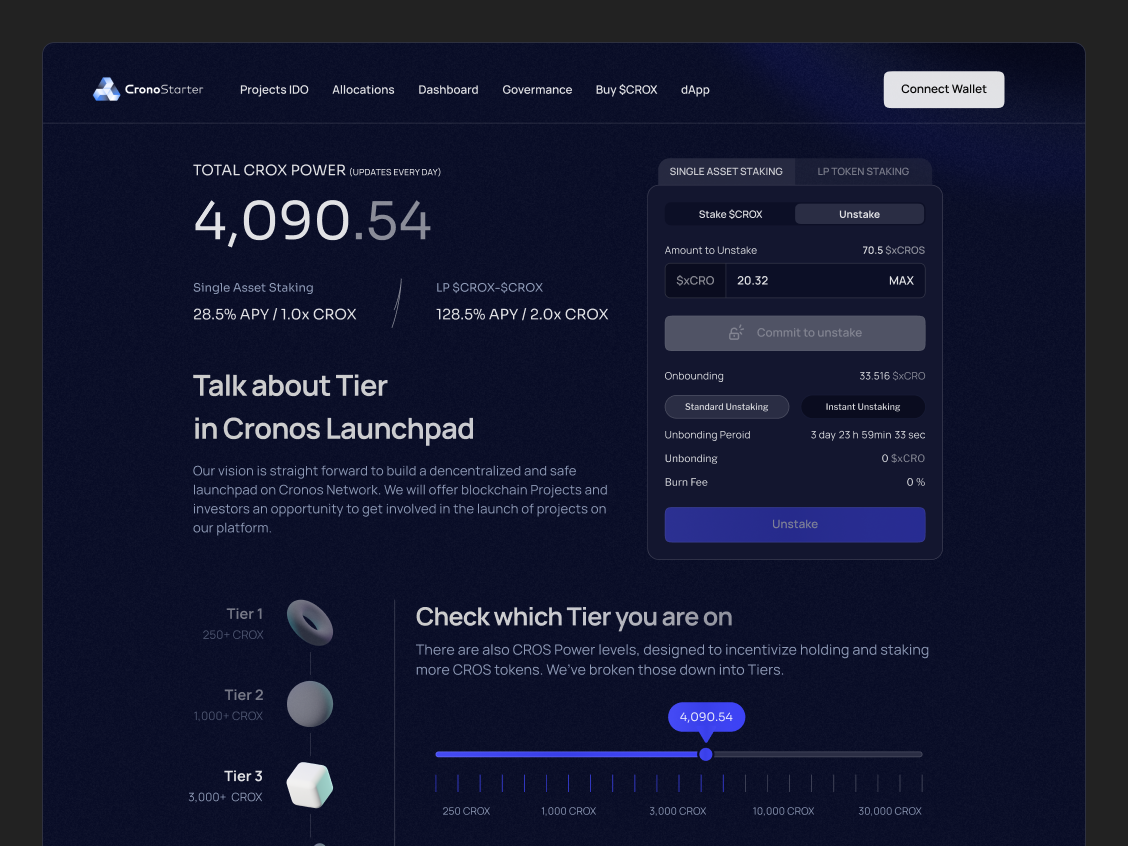 CronoStarter
Projects IDO
Allocations
Dashboard
Govermance
Buy $CROX
dApp
Connect Wallet
TOTAL CROX POWER (UPDATES EVERY DAY)
4,090.54
Single Asset Staking
28.5% APY / 1.0x CROX
LP $CROX-$CROX
128.5% APY / 2.0x CROX
Talk about Tier
in Cronos Launchpad
Our vision is straight forward to build a dencentralized and safe
launchpad on Cronos Network. We will offer blockchain Projects and
investors an opportunity to get involved in the launch of projects on
our platform.
SINGLE ASSET STAKING
LP TOKEN STAKING
Stake $CROX
Unstake
Amount to Unstake
70.5 $xCROS
$xCRO
20.32
MAX
Commit to unstake
Onbounding
33.516 $xCRO
Standard Unstaking
Instant Unstaking
Unbonding Peroid
3 day 23 h 59min 33 sec
Unbonding
0 $xCRO
Burn Fee
0 %
Unstake
Tier 1
250+ CROX
Tier 2
1,000+ CROX
Tier 3
3,000+ CROX
Check which Tier you are on
There are also CROS Power levels, designed to incentivize holding and staking
more CROS tokens. We've broken those down into Tiers.
4,090.54
250 CROX
1,000 CROX
3,000 CROX
10,000 CROX
30,000 CROX